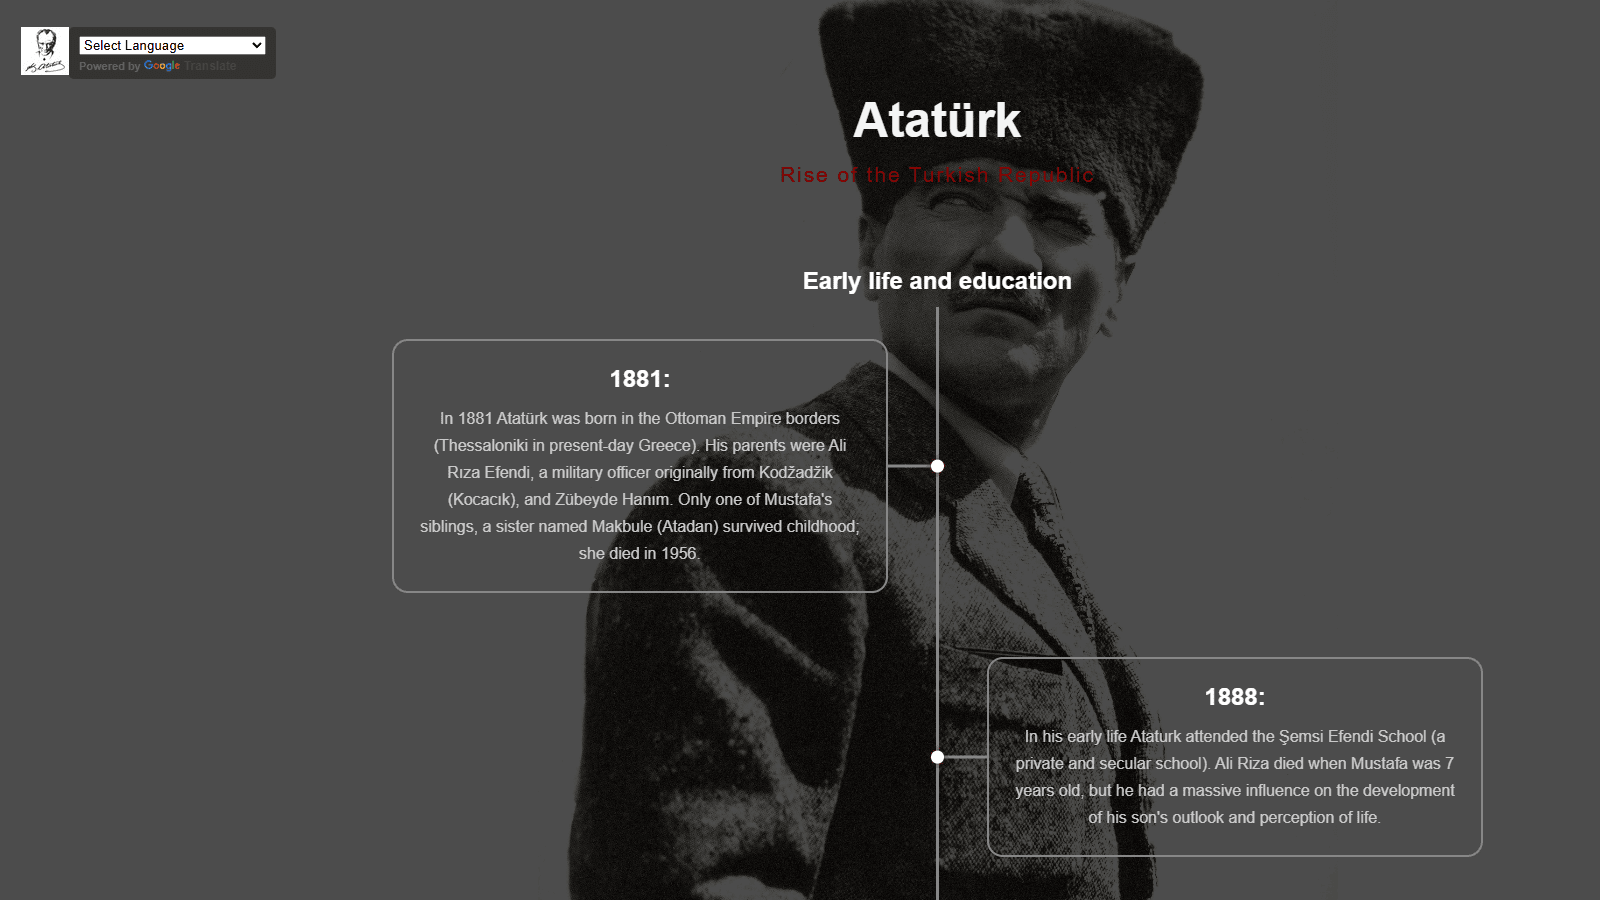 Select Language
Powered by Google Translate
Atatürk
Rise of the Turkish Republic
Early life and education
1881:
In 1881 Atatürk was born in the Ottoman Empire borders
(Thessaloniki in present-day Greece). His parents were Ali
Rıza Efendi, a military officer originally from Kodžadžik
(Kocacık), and Zübeyde Hanım. Only one of Mustafa's
siblings, a sister named Makbule (Atadan) survived childhood;
she died in 1956.
1888:
In his early life Ataturk attended the Şemsi Efendi School (a
private and secular school). Ali Riza died when Mustafa was 7
years old, but he had a massive influence on the development
of his son's outlook and perception of life.